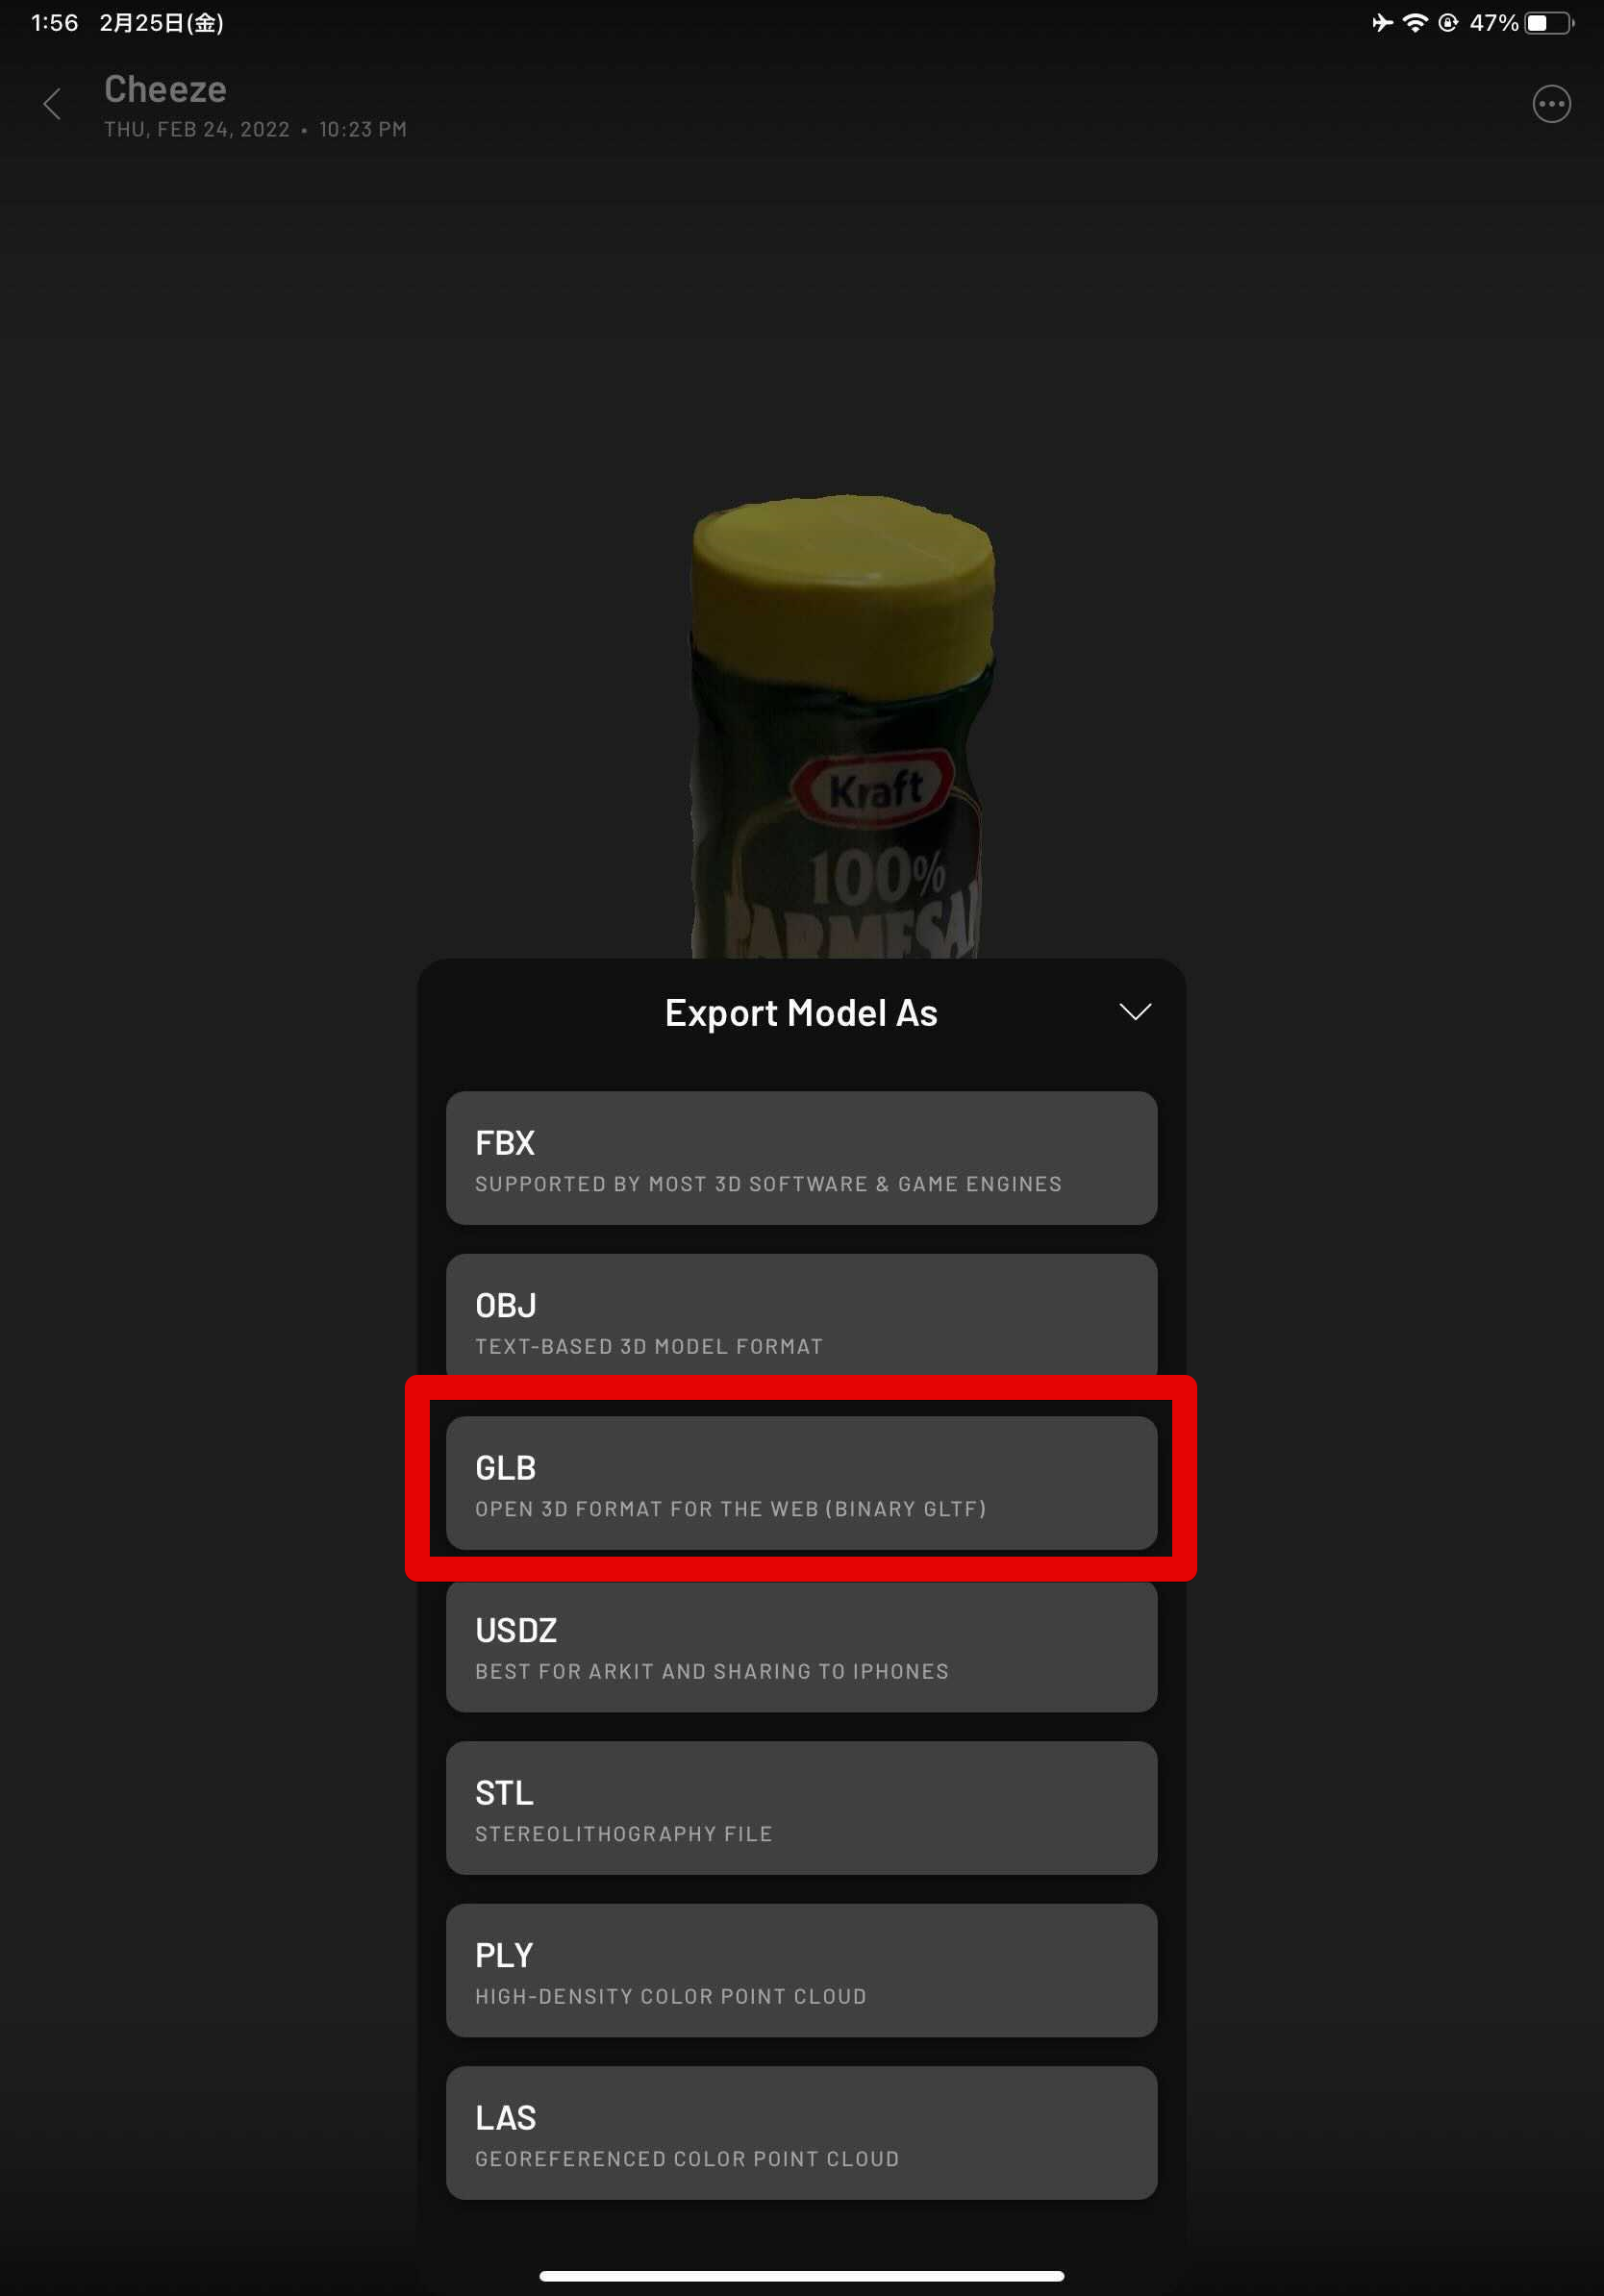 1:56 2月25日(金) 47%
Cheeze
THU, FEB 24, 2022 • 10:23 PM
Kraft
100%
PARMESA
Export Model As
FBX
SUPPORTED BY MOST 3D SOFTWARE & GAME ENGINES
OBJ
TEXT-BASED 3D MODEL FORMAT
GLB
OPEN 3D FORMAT FOR THE WEB (BINARY GLTF)
USDZ
BEST FOR ARKIT AND SHARING TO IPHONES
STL
STEREOLITHOGRAPHY FILE
PLY
HIGH-DENSITY COLOR POINT CLOUD
LAS
GEOREFERENCED COLOR POINT CLOUD